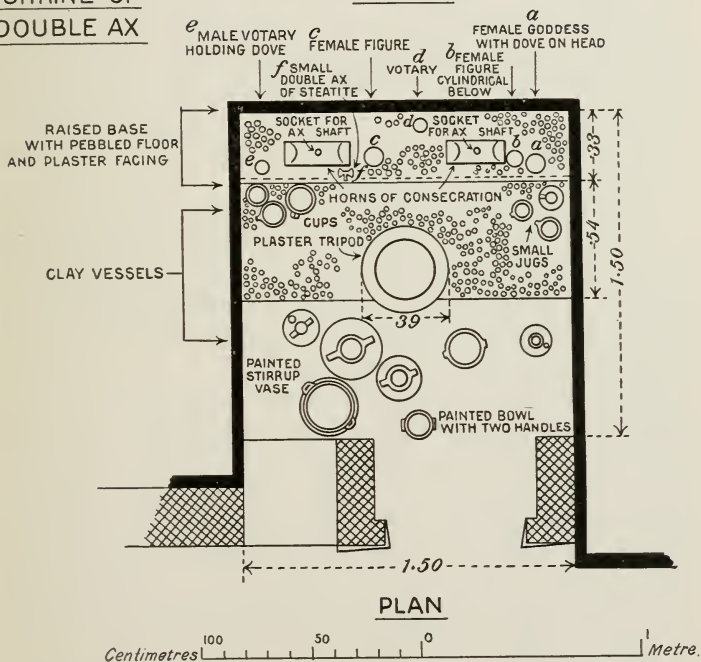 DOUBLE AX
e MALE VOTARY
HOLDING DOVE
f SMALL
DOUBLE AX
OF STEATITE
c
FEMALE FIGURE
d
VOTARY
b FEMALE
FIGURE
CYLINDRICAL
BELOW
a
FEMALE GODDESS
WITH DOVE ON HEAD
RAISED BASE
WITH PEBBLED FLOOR
AND PLASTER FACING
SOCKET FOR
AX SHAFT
d
SOCKET
FOR AX SHAFT
e
c
b
a
f
HORNS OF CONSECRATION
CUPS
PLASTER TRIPOD
SMALL
JUGS
CLAY VESSELS
.33
.54
1.50
39
PAINTED
STIRRUP
VASE
PAINTED BOWL
WITH TWO HANDLES
1.50
PLAN
Centimetres 100 50 0 1 Metre.